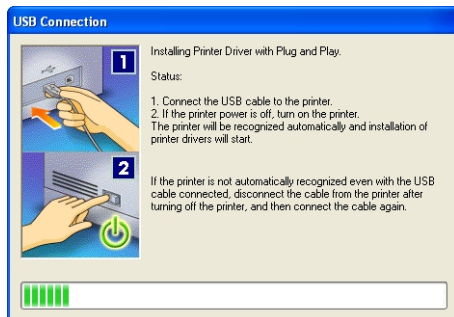 USB Connection
1
Installing Printer Driver with Plug and Play.
Status:
1. Connect the USB cable to the printer.
2. If the printer power is off, turn on the printer.
The printer will be recognized automatically and installation of
printer drivers will start.
2
If the printer is not automatically recognized even with the USB
cable connected, disconnect the cable from the printer after
turning off the printer, and then connect the cable again.